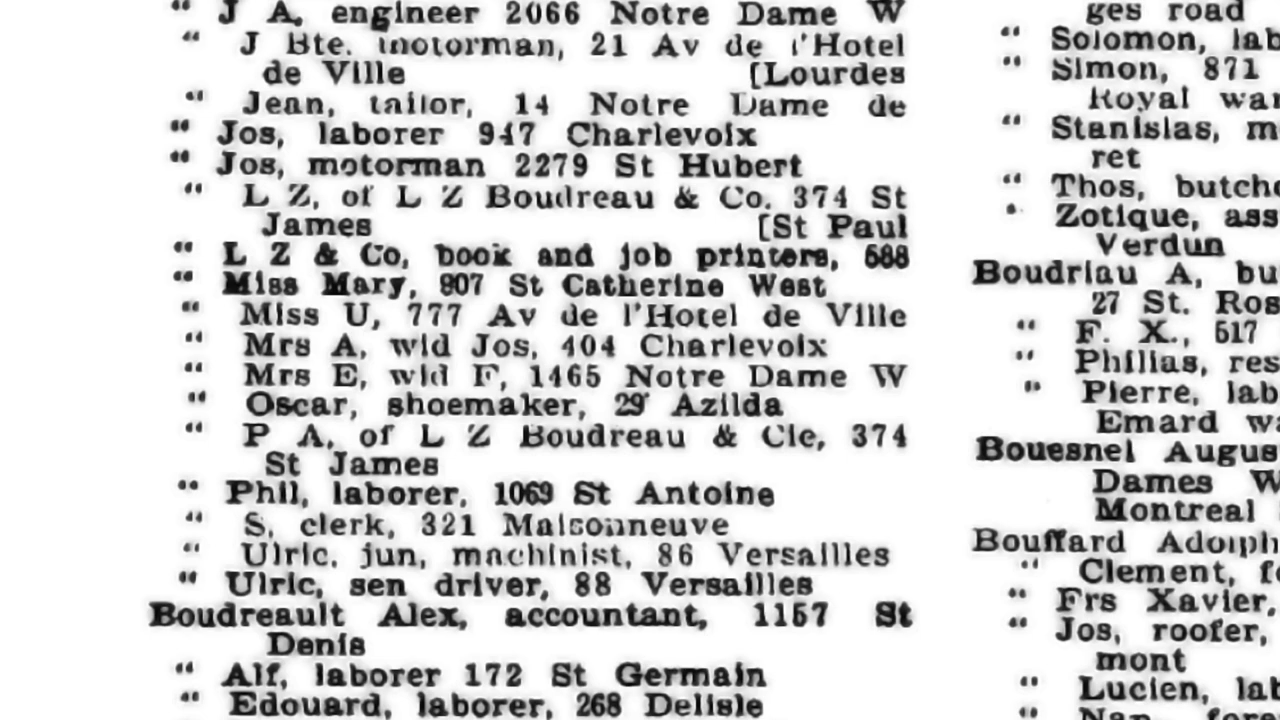 " J A, engineer 2066 Notre Dame W
" J Bte. motorman, 21 Av de l'Hotel
de Ville [Lourdes
" Jean, tailor, 14 Notre Dame de
" Jos, laborer 947 Charlevoix
" Jos, motorman 2279 St Hubert
" L Z, of L Z Boudreau & Co. 374 St
James [St Paul
" L Z & Co, book and job printers, 588
" Miss Mary, 907 St Catherine West
" Miss U, 777 Av de l'Hotel de Ville
" Mrs A, wid Jos, 404 Charlevoix
" Mrs E, wid F, 1465 Notre Dame W
" Oscar, shoemaker, 29 Azilda
" P A, of L Z Boudreau & Cie, 374
St James
" Phil, laborer, 1069 St Antoine
" S, clerk, 321 Maisonneuve
" Ulric, jun, machinist, 86 Versailles
" Ulric, sen driver, 88 Versailles
Boudreault Alex, accountant, 1157 St
Denis
" Alf, laborer 172 St Germain
" Edouard, laborer, 268 Delisle
ges road
" Solomon, lab
" Simon, 871
Royal wa
" Stanislas, m
ret
" Thos, butch
" Zotique, ass
Verdun
Boudriau A, bu
27 St. Ros
" F. X., 517
" Philias, res
" Pierre, lab
Emard wa
Bouesnel Augus
Dames W
Montreal
Bouffard Adolph
" Clement, f
" Frs Xavier,
" Jos, roofer,
mont
" Lucien, lab